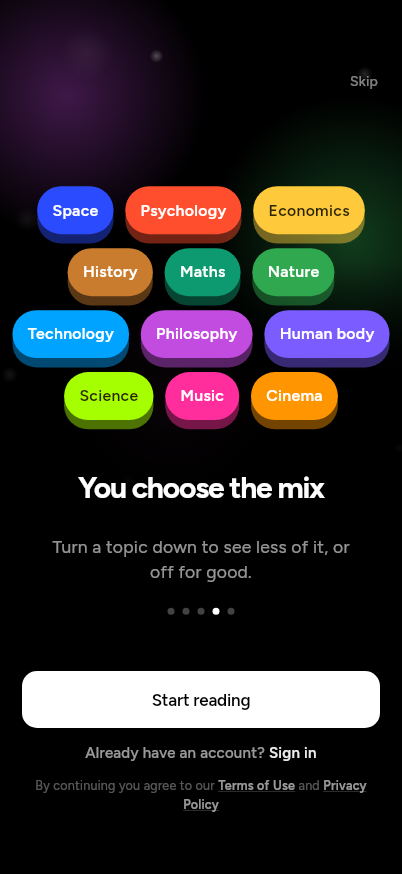 Skip
Space Psychology Economics
History Maths Nature
Technology Philosophy Human body
Science Music Cinema
You choose the mix
Turn a topic down to see less of it, or
off for good.
Start reading
Already have an account? Sign in
By continuing you agree to our Terms of Use and Privacy
Policy